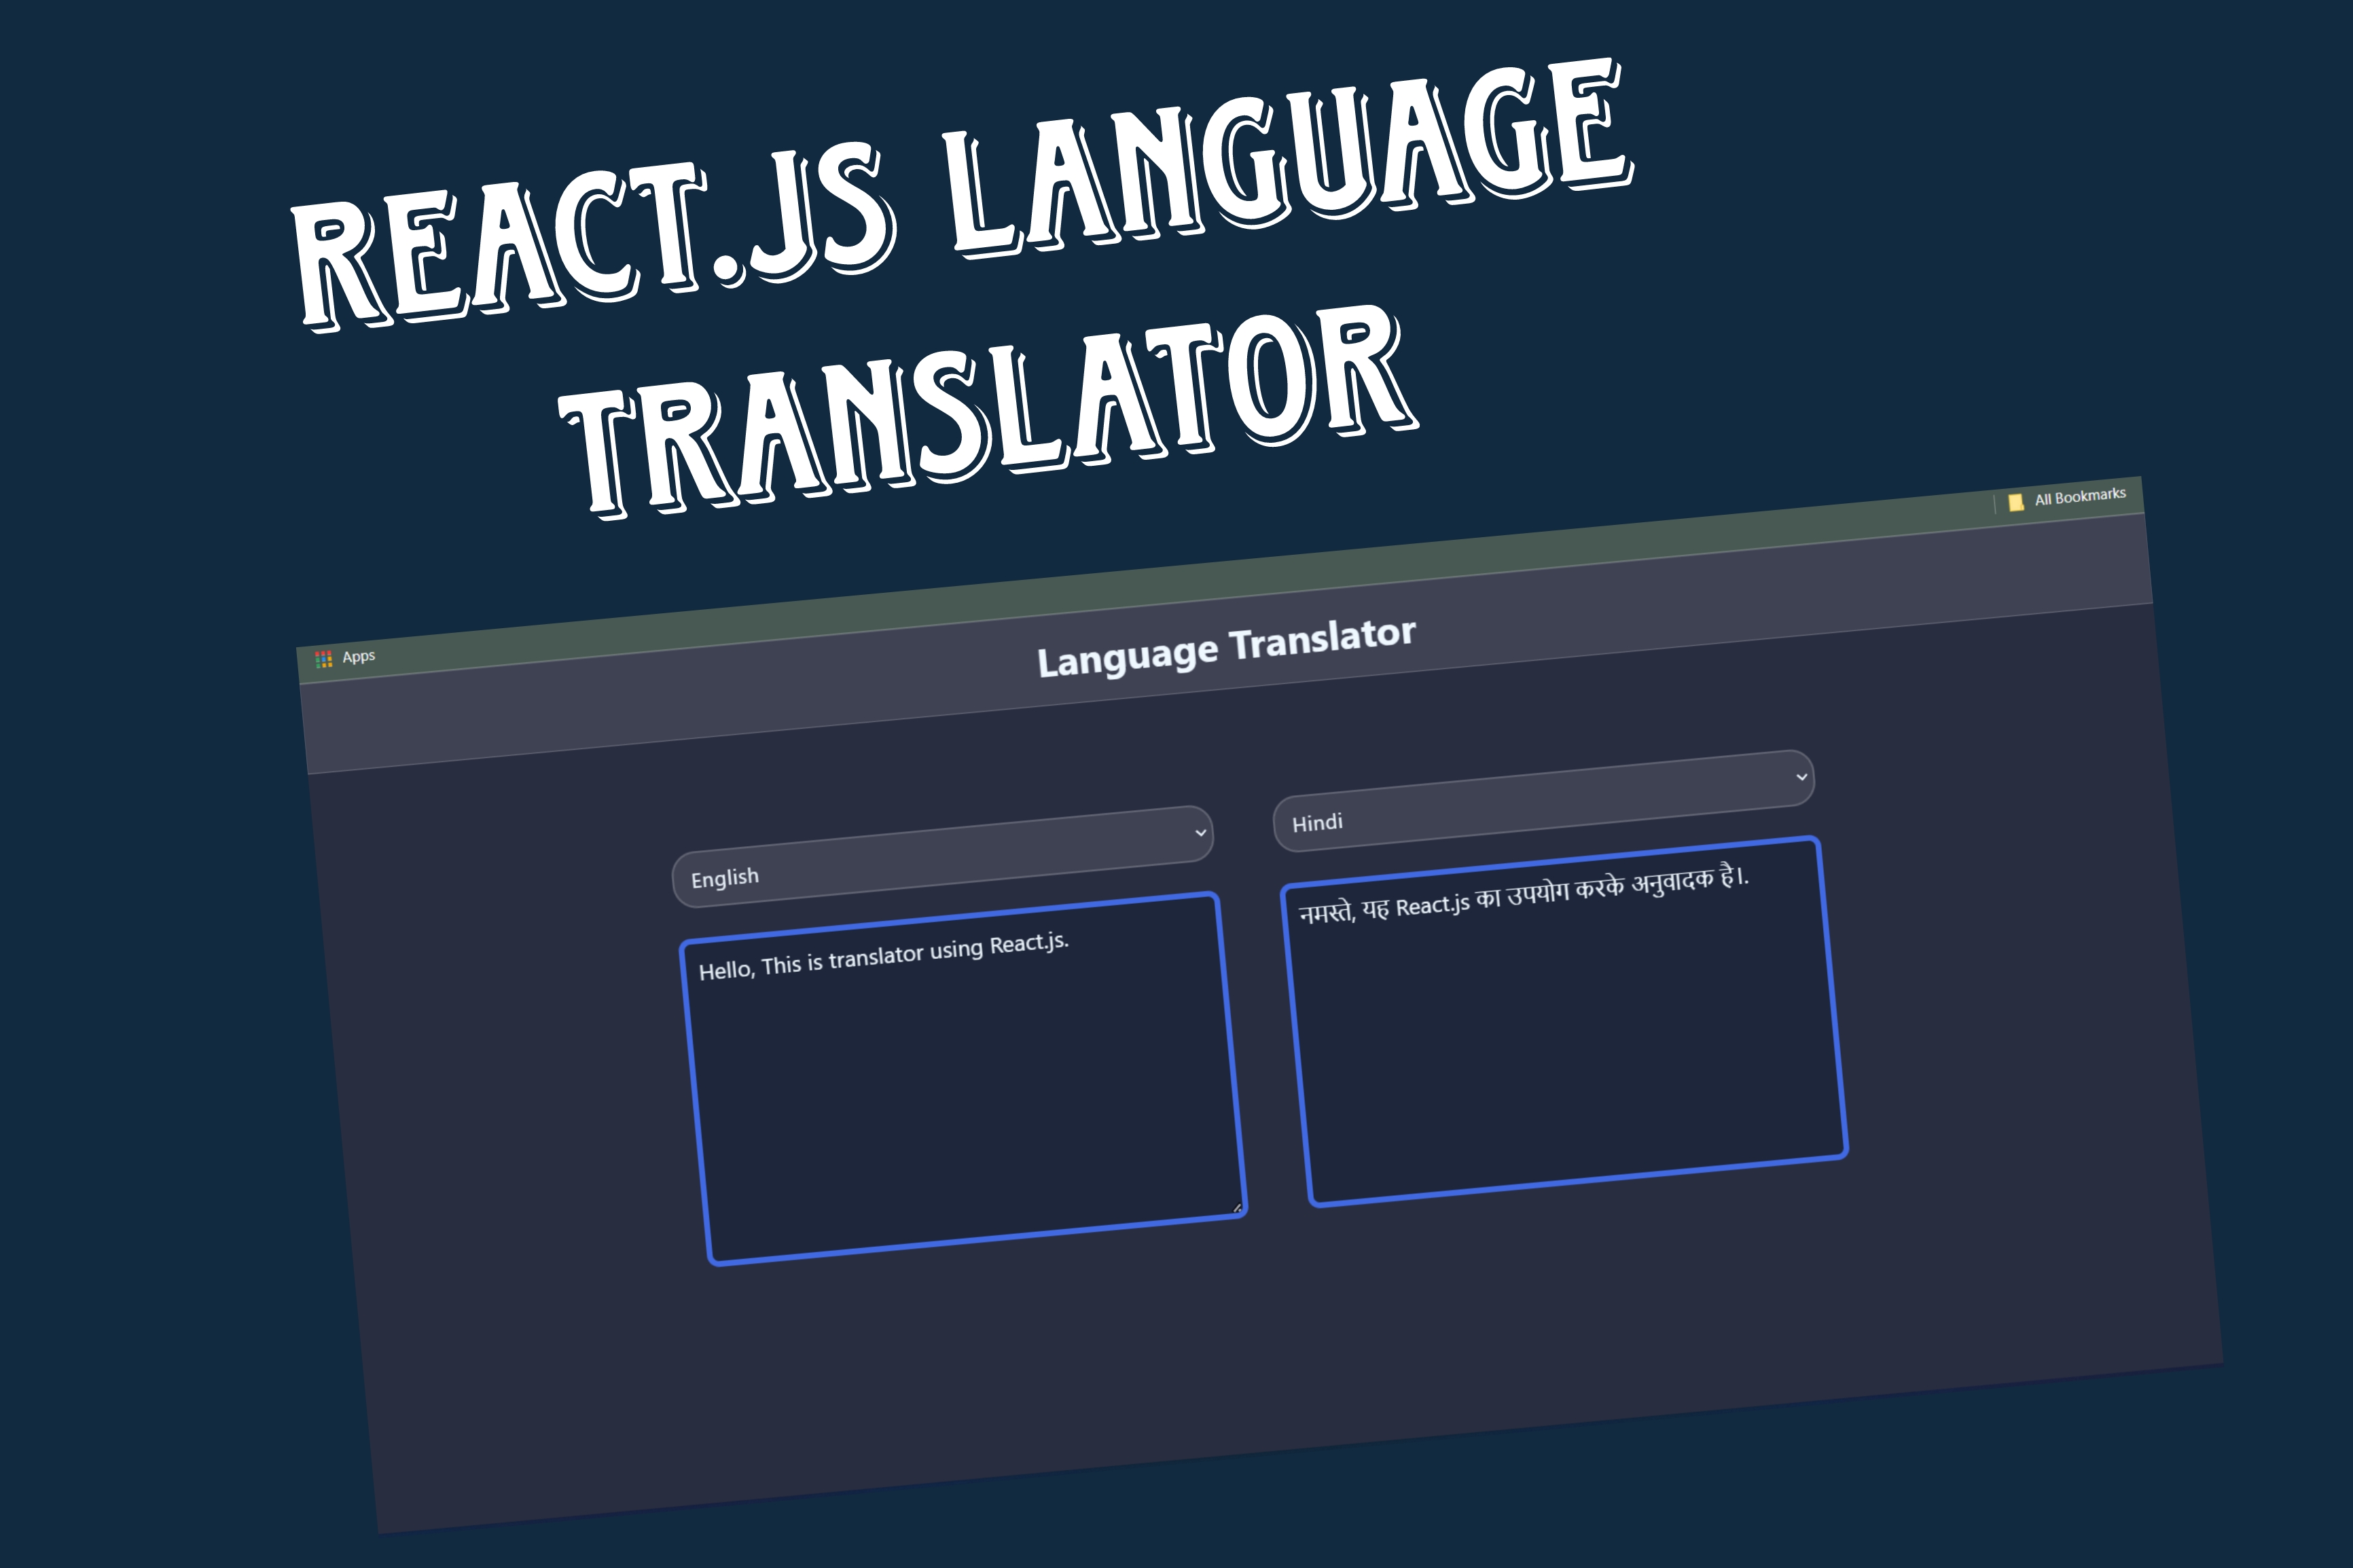 REACT.JS LANGUAGE
TRANSLATOR
Apps
All Bookmarks
Language Translator
English
Hindi
Hello, This is translator using React.js.
नमस्ते, यह React.js का उपयोग करके अनुवादक है।.